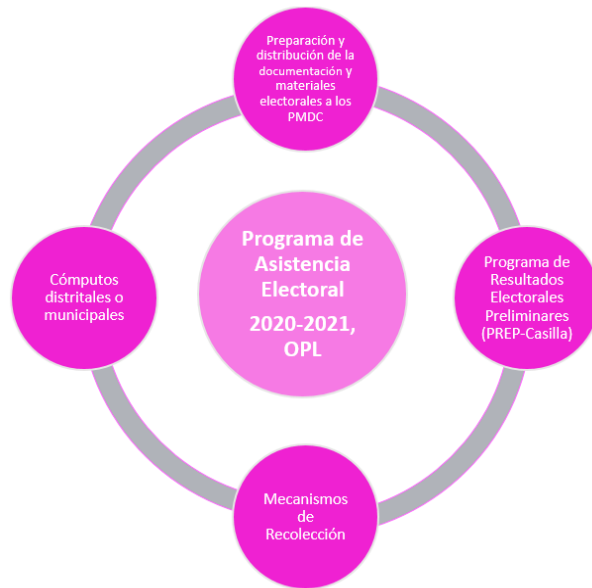 Preparación y
distribución de la
documentación y
materiales
electorales a los
PMDC
Programa de
Asistencia
Electoral
2020-2021,
OPL
Programa de
Resultados
Electorales
Preliminares
(PREP-Casilla)
Mecanismos
de
Recolección
Cómputos
distritales o
municipales